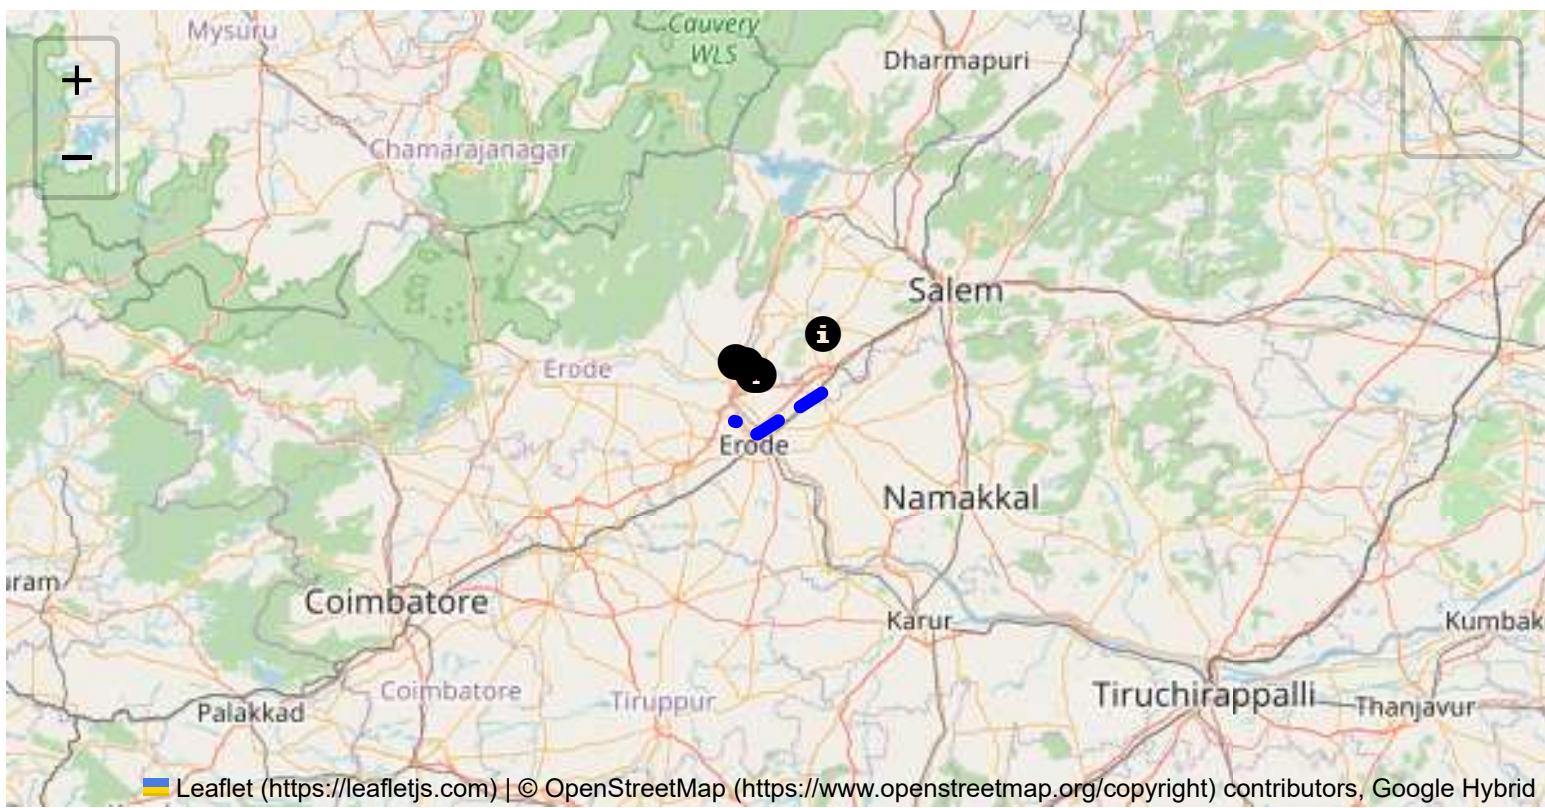 Mysuru
Cauvery
WLS
Dharmapuri
+
−
Chamarajanagar
Salem
i
Erode
Erode
Namakkal
uram
Coimbatore
Karur
Kumbak
Coimbatore
Tiruppur
Tiruchirappalli
Palakkad
Thanjavur
Leaflet (https://leafletjs.com) | © OpenStreetMap (https://www.openstreetmap.org/copyright) contributors, Google Hybrid